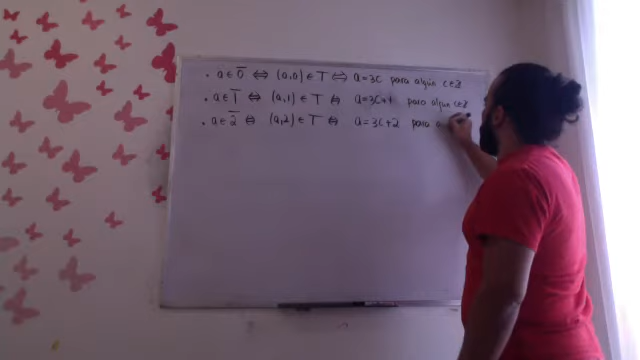 . a ∈ 0̅ ⇔ (a,0) ∈ T ⇔ a=3c para algún c∈ℤ
. a ∈ 1̅ ⇔ (a,1) ∈ T ⇔ a=3c+1 para algún c∈ℤ
. a ∈ 2̅ ⇔ (a,2) ∈ T ⇔ a=3c+2 para a